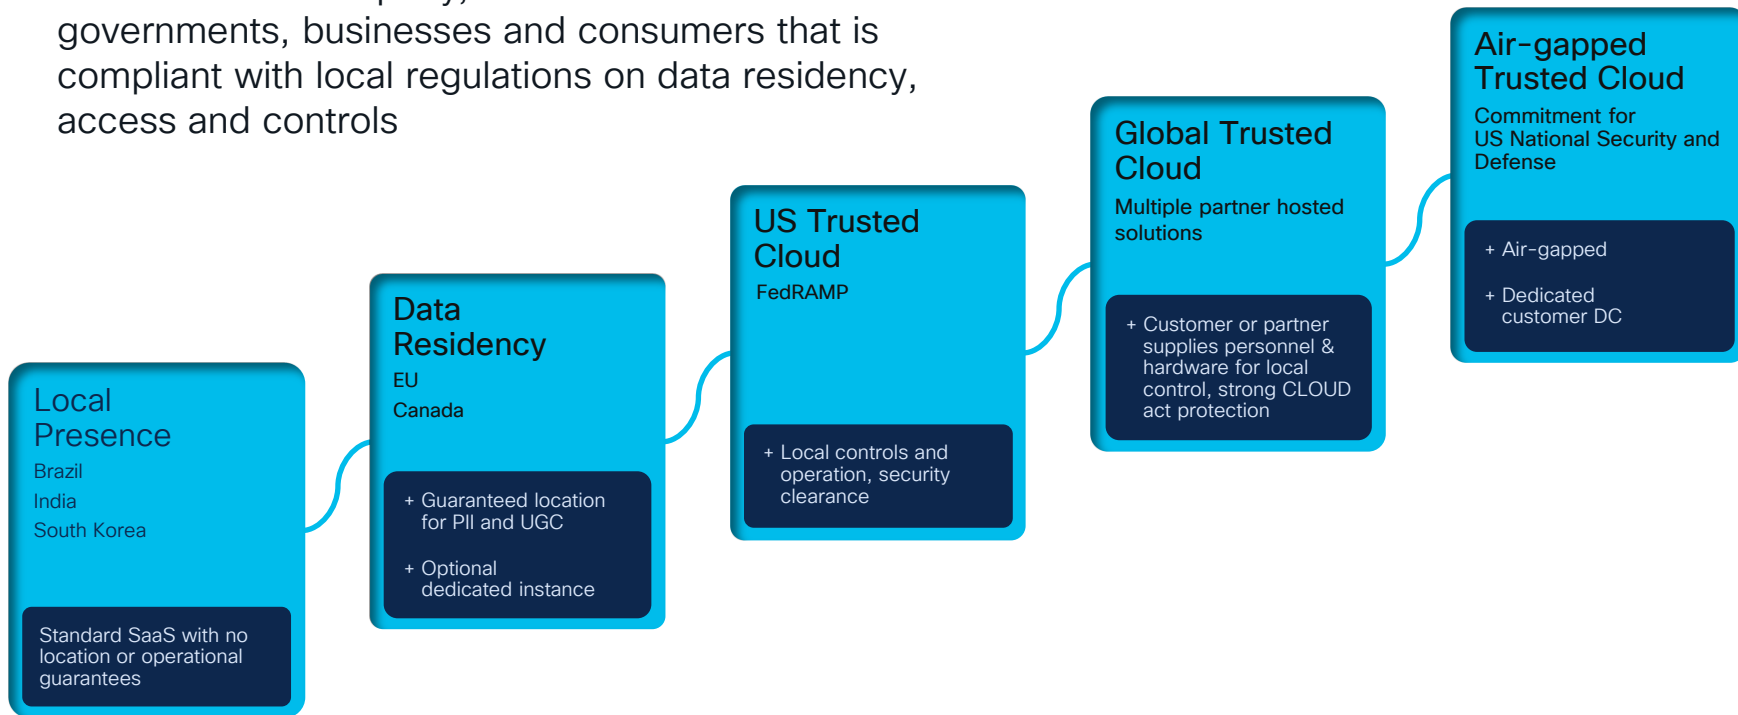 governments, businesses and consumers that is
compliant with local regulations on data residency,
access and controls
Local
Presence
Brazil
India
South Korea
Standard SaaS with no
location or operational
guarantees
Data
Residency
EU
Canada
+ Guaranteed location
for PII and UGC
+ Optional
dedicated instance
US Trusted
Cloud
FedRAMP
+ Local controls and
operation, security
clearance
Global Trusted
Cloud
Multiple partner hosted
solutions
+ Customer or partner
supplies personnel &
hardware for local
control, strong CLOUD
act protection
Air-gapped
Trusted Cloud
Commitment for
US National Security and
Defense
+ Air-gapped
+ Dedicated
customer DC